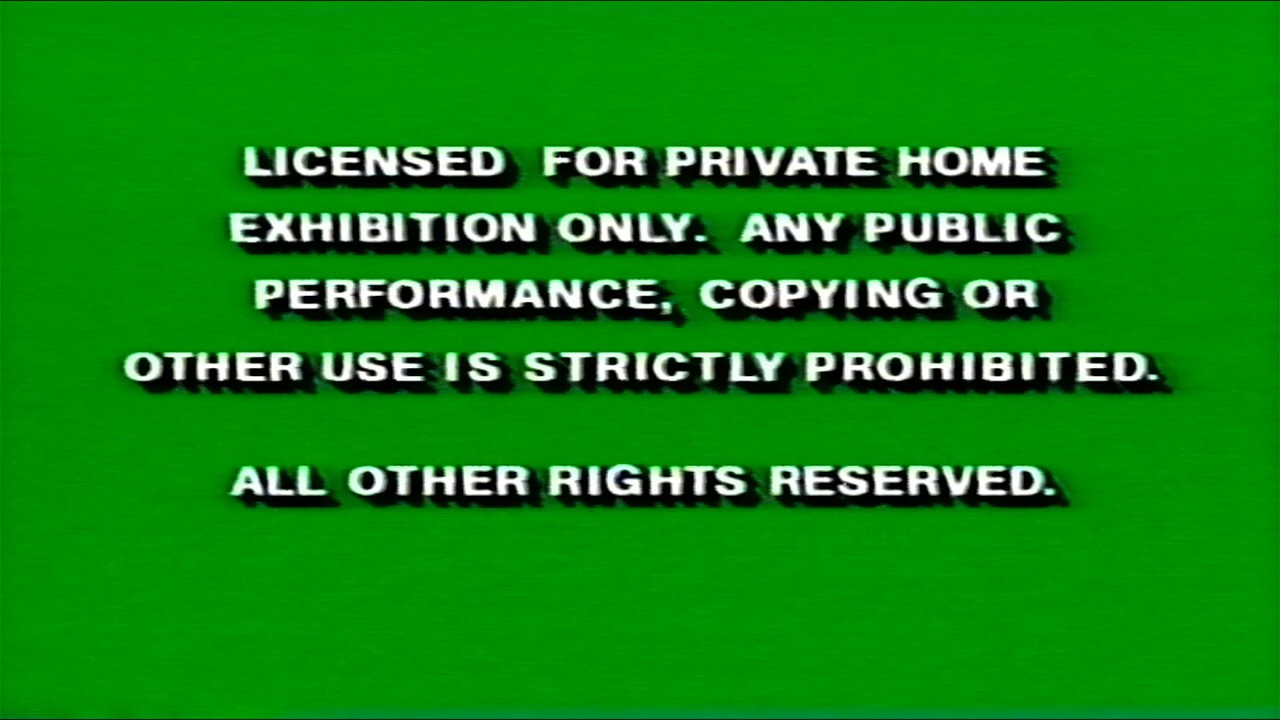 LICENSED  FOR PRIVATE HOME
EXHIBITION ONLY.  ANY PUBLIC
PERFORMANCE, COPYING OR
OTHER USE IS STRICTLY PROHIBITED.
ALL OTHER RIGHTS RESERVED.